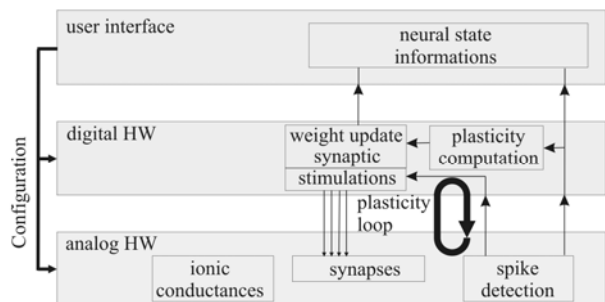 user interface
neural state
informations
Configuration
digital HW
weight update
synaptic
stimulations
plasticity
computation
plasticity
loop
analog HW
ionic
conductances
synapses
spike
detection